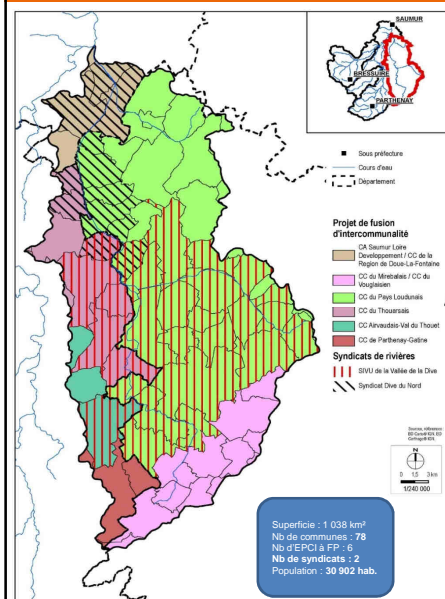 SAUMUR
BRESSUIRE
PARTHENAY
Sous préfecture
Cours d'eau
Département
Projet de fusion
d'intercommunalité
CA Saumur Loire
Developpement / CC de la
Region de Doue-La-Fontaine
CC du Mirebalais / CC du
Vouglaisien
CC du Pays Loudunais
CC du Thouarsais
CC Airvaudais-Val du Thouet
CC de Parthenay-Gatine
Syndicats de rivières
SIVU de la Vallée de la Dive
Syndicat Dive du Nord
N
0 1,5 3 km
1/240 000
Superficie : 1 038 km²
Nb de communes : 78
Nb d'EPCI à FP : 6
Nb de syndicats : 2
Population : 30 902 hab.